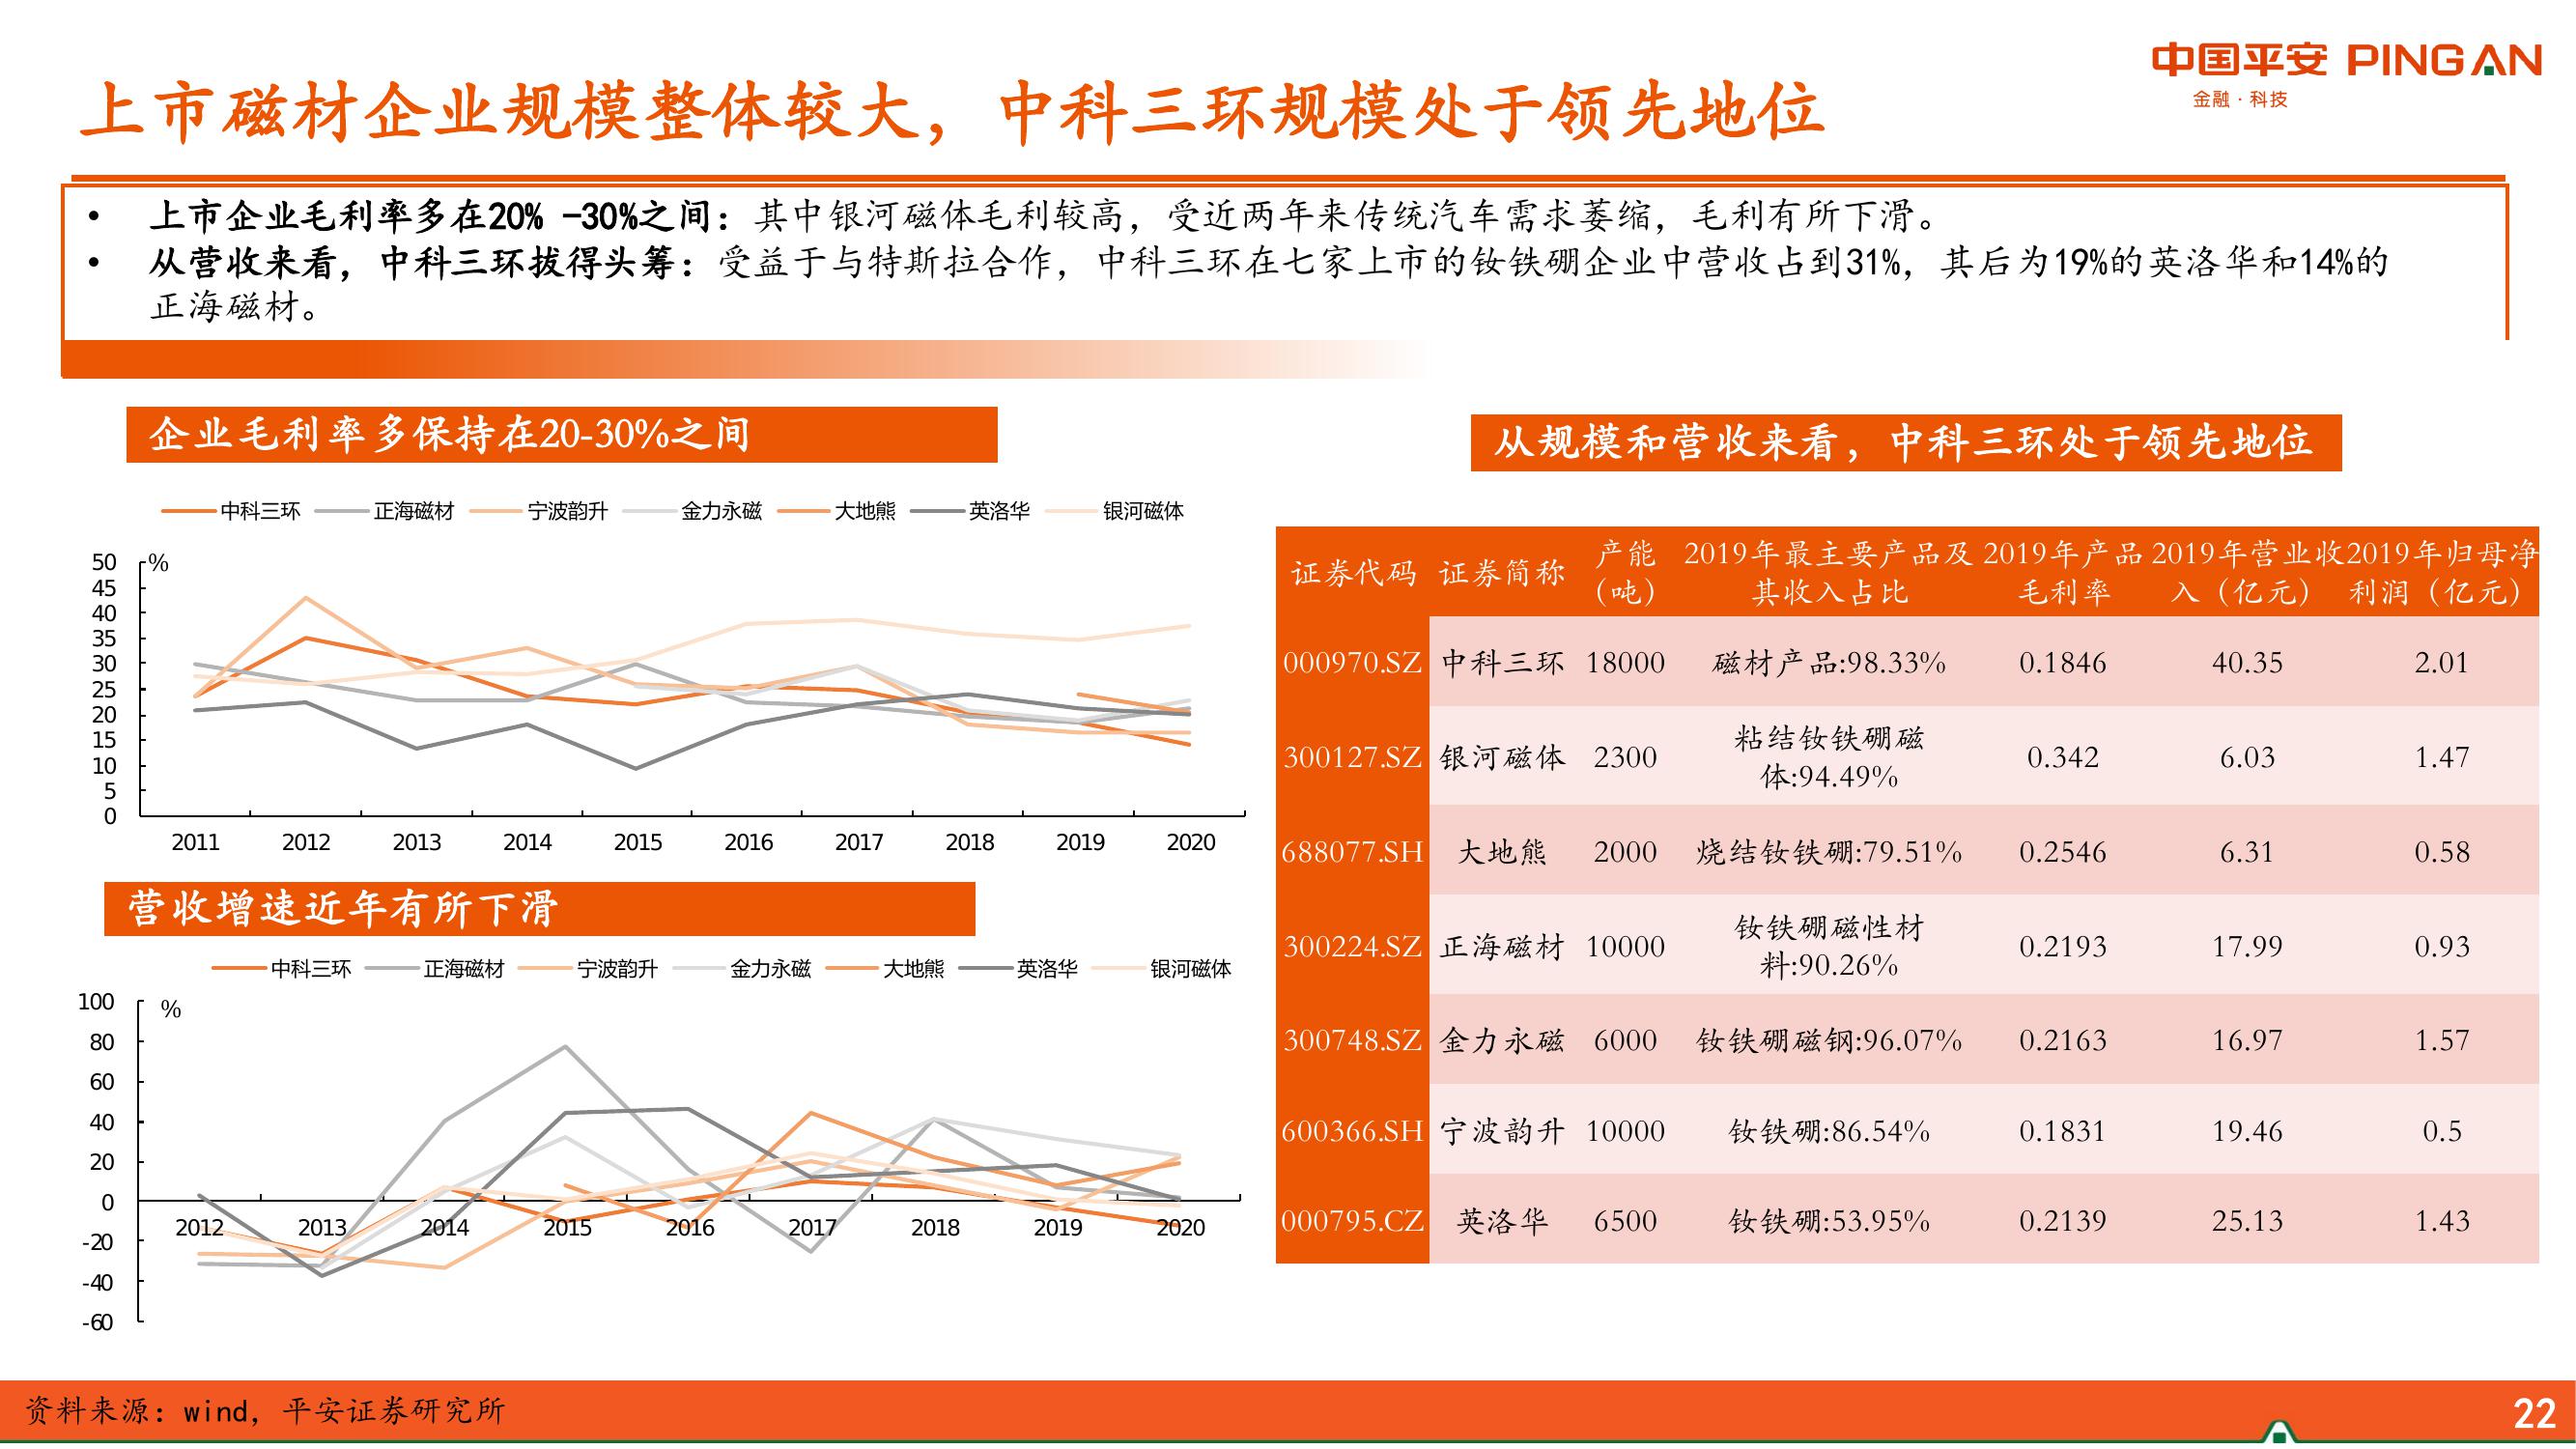 中国平安 PINGAN
金融·科技
上市磁材企业规模整体较大，中科三环规模处于领先地位
• 上市企业毛利率多在20% -30%之间：其中银河磁体毛利较高，受近两年来传统汽车需求萎缩，毛利有所下滑。
• 从营收来看，中科三环拔得头筹：受益于与特斯拉合作，中科三环在七家上市的钕铁硼企业中营收占到31%，其后为19%的英洛华和14%的
正海磁材。
企业毛利率多保持在20-30%之间
中科三环 正海磁材 宁波韵升 金力永磁 大地熊 英洛华 银河磁体
%
50
45
40
35
30
25
20
15
10
5
0
2011 2012 2013 2014 2015 2016 2017 2018 2019 2020
营收增速近年有所下滑
中科三环 正海磁材 宁波韵升 金力永磁 大地熊 英洛华 银河磁体
%
100
80
60
40
20
0
-20
-40
-60
2012 2013 2014 2015 2016 2017 2018 2019 2020
从规模和营收来看，中科三环处于领先地位
证券代码 证券简称 产能 2019年最主要产品及 2019年产品 2019年营业收 2019年归母净
（吨） 其收入占比 毛利率 入（亿元） 利润（亿元）
000970.SZ 中科三环 18000 磁材产品:98.33% 0.1846 40.35 2.01
300127.SZ 银河磁体 2300 粘结钕铁硼磁 0.342 6.03 1.47
体:94.49%
688077.SH 大地熊 2000 烧结钕铁硼:79.51% 0.2546 6.31 0.58
300224.SZ 正海磁材 10000 钕铁硼磁性材 0.2193 17.99 0.93
料:90.26%
300748.SZ 金力永磁 6000 钕铁硼磁钢:96.07% 0.2163 16.97 1.57
600366.SH 宁波韵升 10000 钕铁硼:86.54% 0.1831 19.46 0.5
000795.CZ 英洛华 6500 钕铁硼:53.95% 0.2139 25.13 1.43
资料来源：wind，平安证券研究所
22